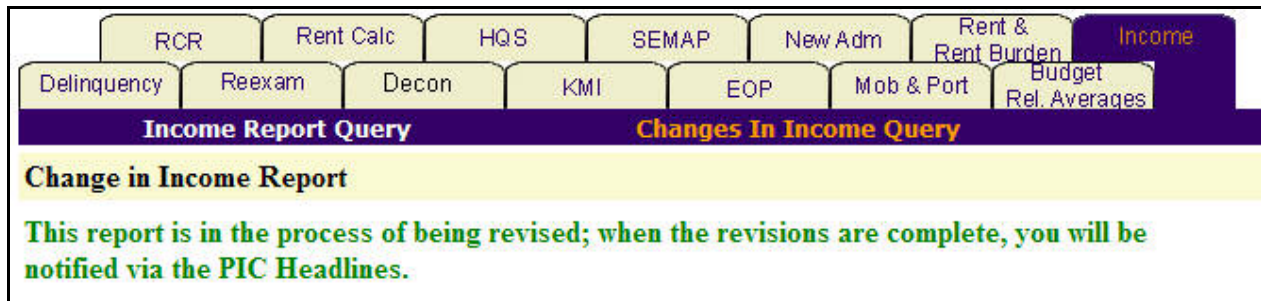 RCR Rent Calc HQS SEMAP New Adm Rent & Rent Burden Income
Delinquency Reexam Decon KMI EOP Mob & Port Budget Rel. Averages
Income Report Query Changes In Income Query
Change in Income Report
This report is in the process of being revised; when the revisions are complete, you will be
notified via the PIC Headlines.